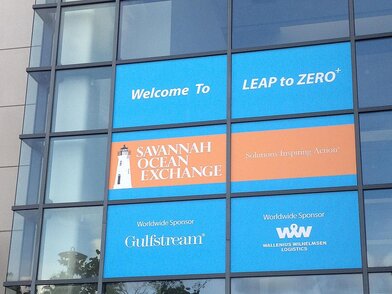 Welcome To
LEAP to ZERO+
SAVANNAH
OCEAN
EXCHANGE
Solutions Inspiring Action®
Worldwide Sponsor
Gulfstream®
Worldwide Sponsor
WW
WALLENIUS WILHELMSEN
LOGISTICS